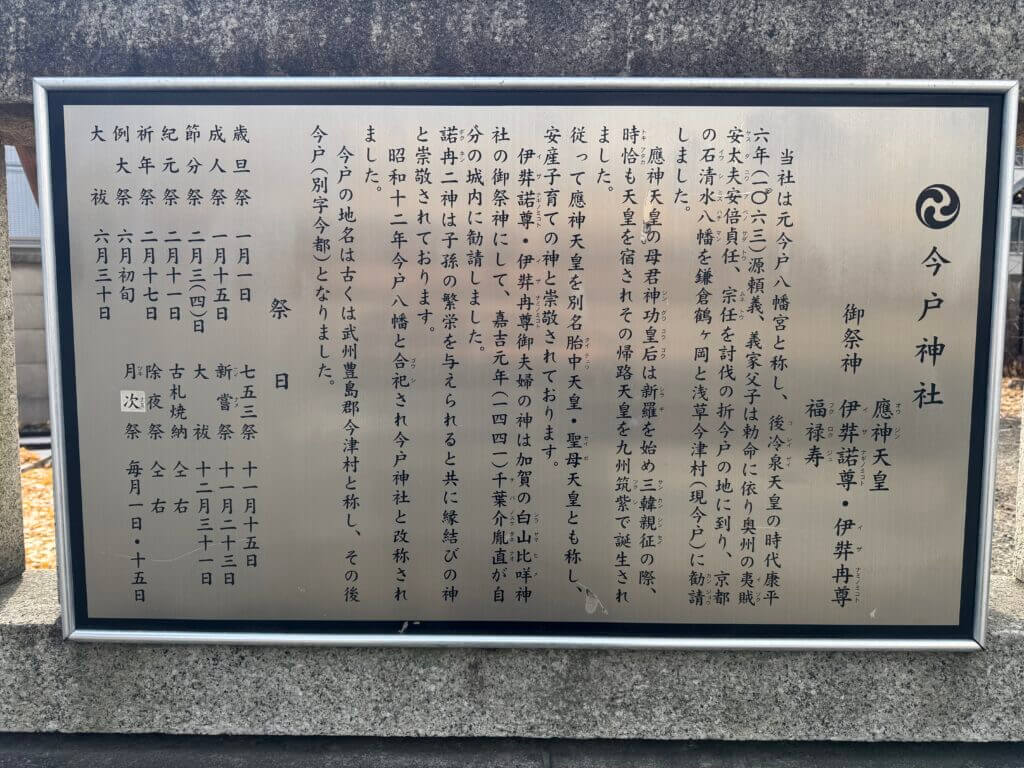 今戸神社
御祭神
應神天皇
伊弉諾尊・伊弉冉尊
福禄寿
当社は元今戸八幡宮と称し、後冷泉天皇の時代康平
六年(一〇六三)源頼義、義家父子は勅命に依り奥州の夷賊
安太夫安倍貞任、宗任を討伐の折今戸の地に到り、京都
の石清水八幡を鎌倉鶴ヶ岡と浅草今津村(現今戸)に勧請
しました。
應神天皇の母君神功皇后は新羅を始め三韓親征の際、
時恰も天皇を宿されその帰路天皇を九州筑紫で誕生され
ました。
従って應神天皇を別名胎中天皇・聖母天皇とも称し、
安産子育ての神と崇敬されております。
伊弉諾尊・伊弉冉尊御夫婦の神は加賀の白山比咩神
社の御祭神にして、嘉吉元年(一四四一)千葉介胤直が自
分の城内に勧請しました。
諾冉二神は子孫の繁栄を与えられると共に縁結びの神
と崇敬されております。
昭和十二年今戸八幡と合祀され今戸神社と改称され
ました。
今戸の地名は古くは武州豊島郡今津村と称し、その後
今戸(別字今都)となりました。
祭日
歳旦祭 一月一日
成人祭 一月十五日
節分祭 二月三(四)日
紀元祭 二月十一日
祈年祭 二月十七日
例大祭 六月初旬
大祓 六月三十日
七五三祭 十一月十五日
新嘗祭 十一月二十三日
大祓 十二月三十一日
古札焼納 仝右
除夜祭 仝右
月次祭 毎月一日・十五日